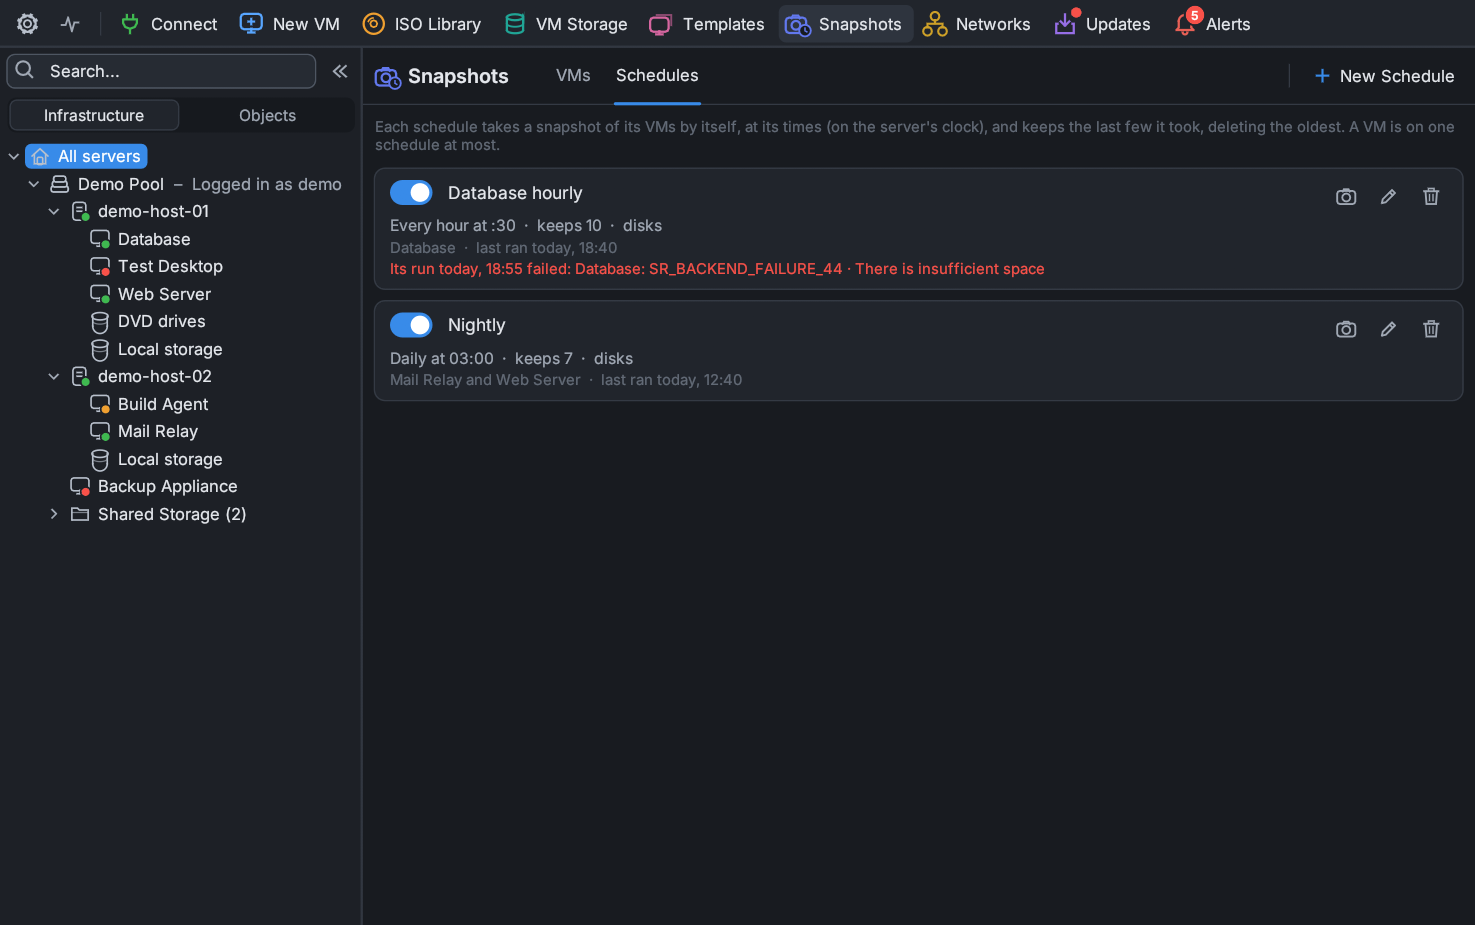 Connect New VM ISO Library VM Storage Templates Snapshots Networks Updates 5 Alerts
Search...
Infrastructure Objects
All servers
Demo Pool – Logged in as demo
demo-host-01
Database
Test Desktop
Web Server
DVD drives
Local storage
demo-host-02
Build Agent
Mail Relay
Local storage
Backup Appliance
Shared Storage (2)
Snapshots VMs Schedules + New Schedule
Each schedule takes a snapshot of its VMs by itself, at its times (on the server's clock), and keeps the last few it took, deleting the oldest. A VM is on one
schedule at most.
Database hourly
Every hour at :30 · keeps 10 · disks
Database · last ran today, 18:40
Its run today, 18:55 failed: Database: SR_BACKEND_FAILURE_44 · There is insufficient space
Nightly
Daily at 03:00 · keeps 7 · disks
Mail Relay and Web Server · last ran today, 12:40